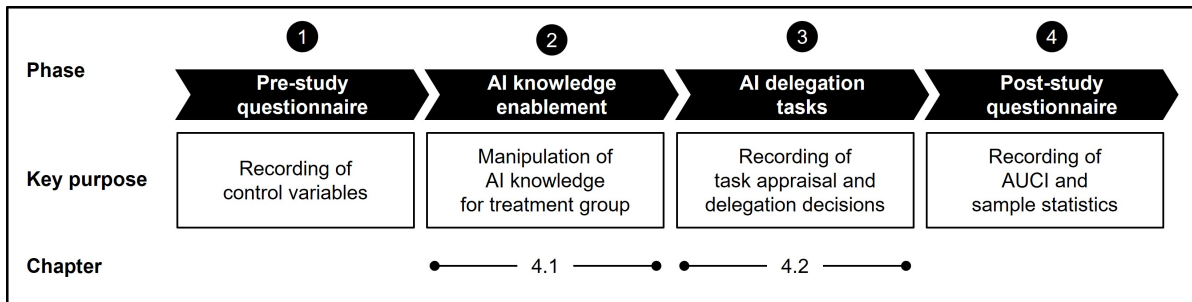 1
2
3
4
Phase
Pre-study
questionnaire
AI knowledge
enablement
AI delegation
tasks
Post-study
questionnaire
Key purpose
Recording of
control variables
Manipulation of
AI knowledge
for treatment group
Recording of
task appraisal and
delegation decisions
Recording of
AUCI and
sample statistics
Chapter
4.1
4.2